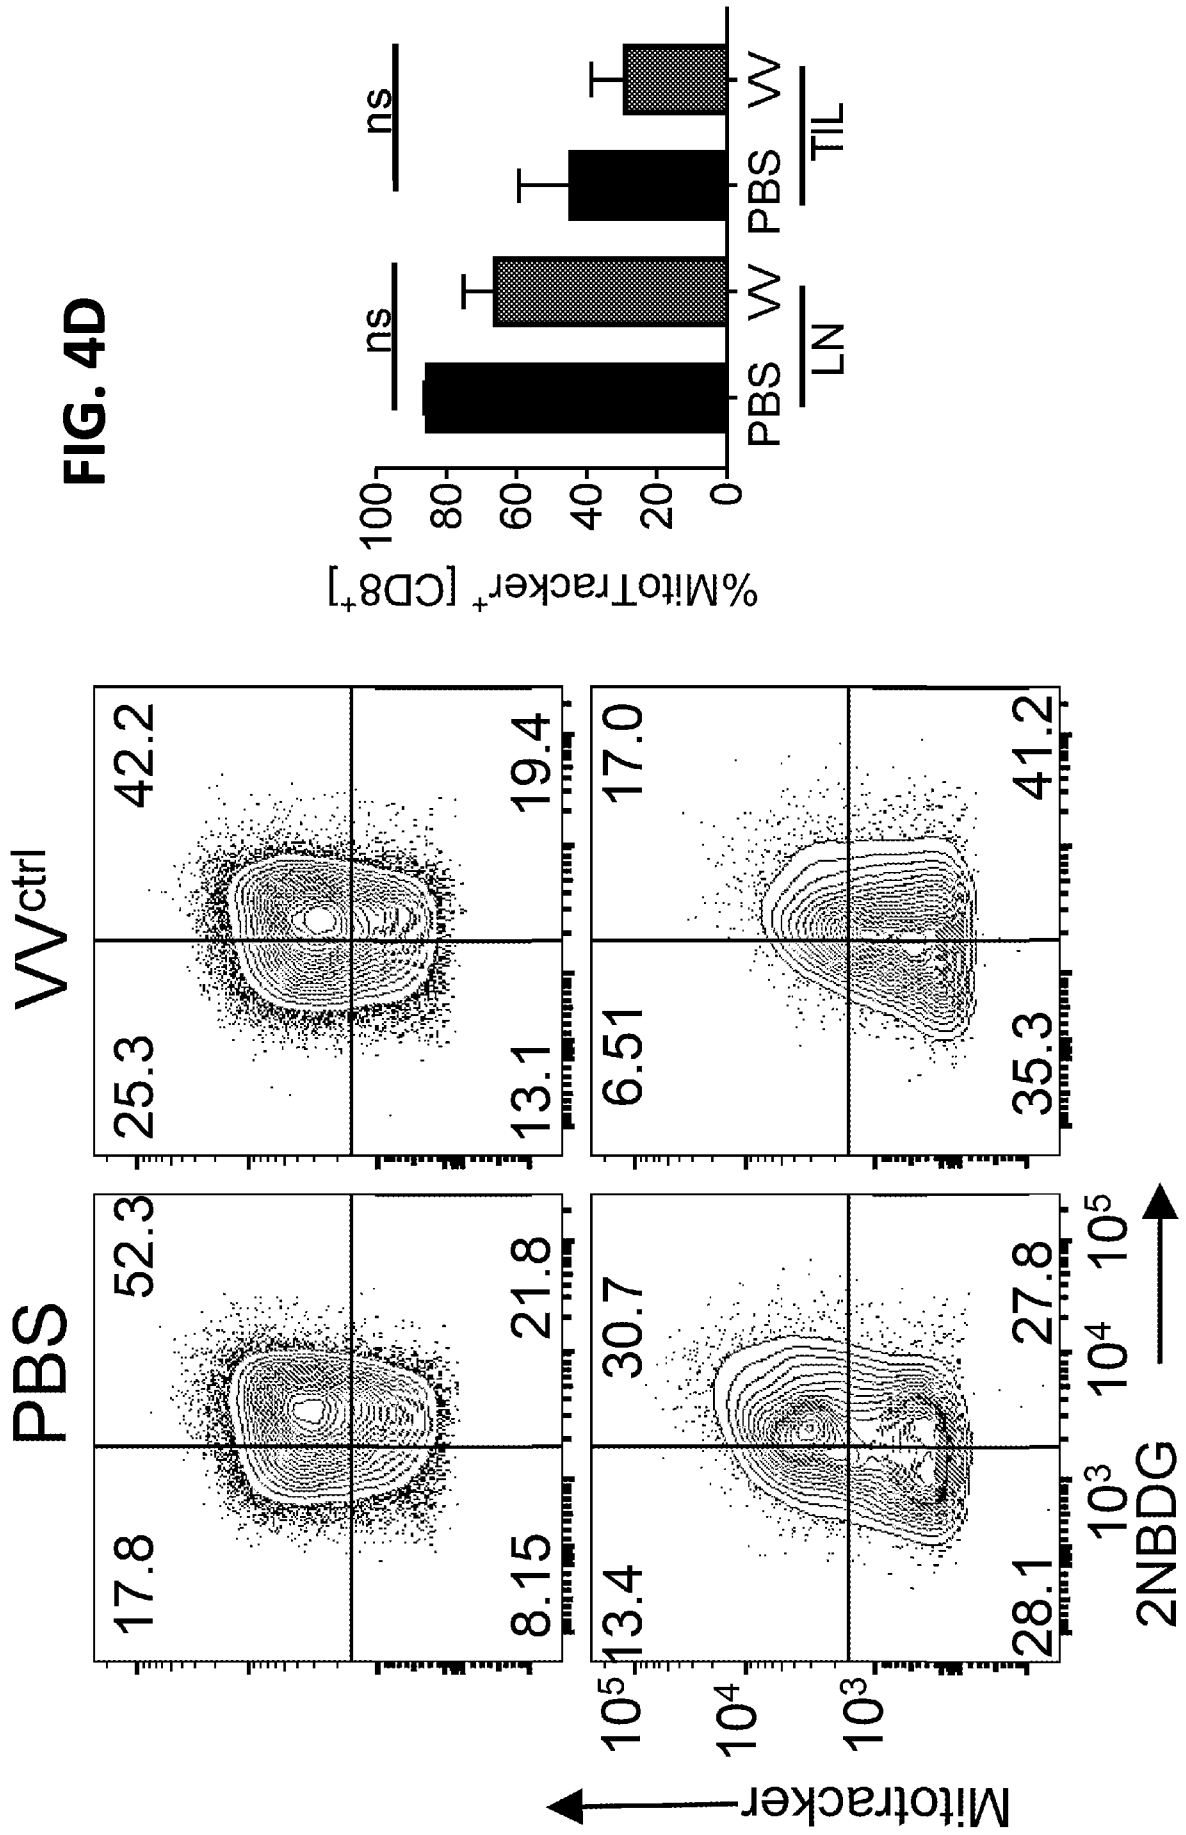 FIG. 4D
PBS
VVctrl
17.8
52.3
25.3
42.2
8.15
21.8
13.1
19.4
13.4
30.7
6.51
17.0
28.1
27.8
35.3
41.2
10⁵
10⁴
10³
Mitotracker
10³
10⁴
10⁵
2NBDG
%MitoTracker⁺ [CD8⁺]
100
80
60
40
20
0
ns
ns
PBS
VV
PBS
VV
LN
TIL